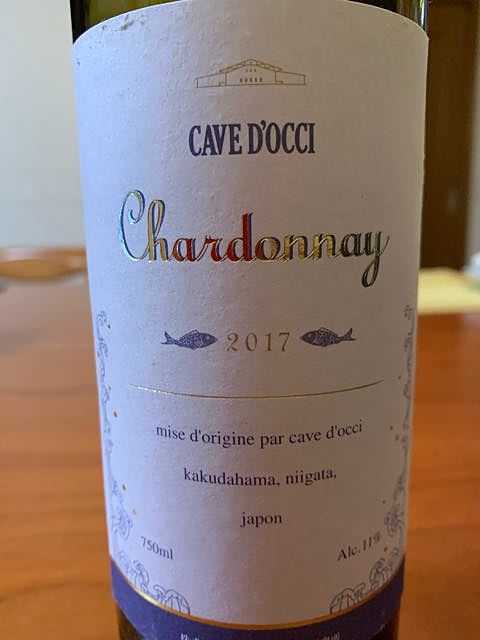 CAVE D'OCCI
Chardonnay
2017
mise d'origine par cave d'occi
kakudahama, niigata,
japon
750ml
Alc.11%